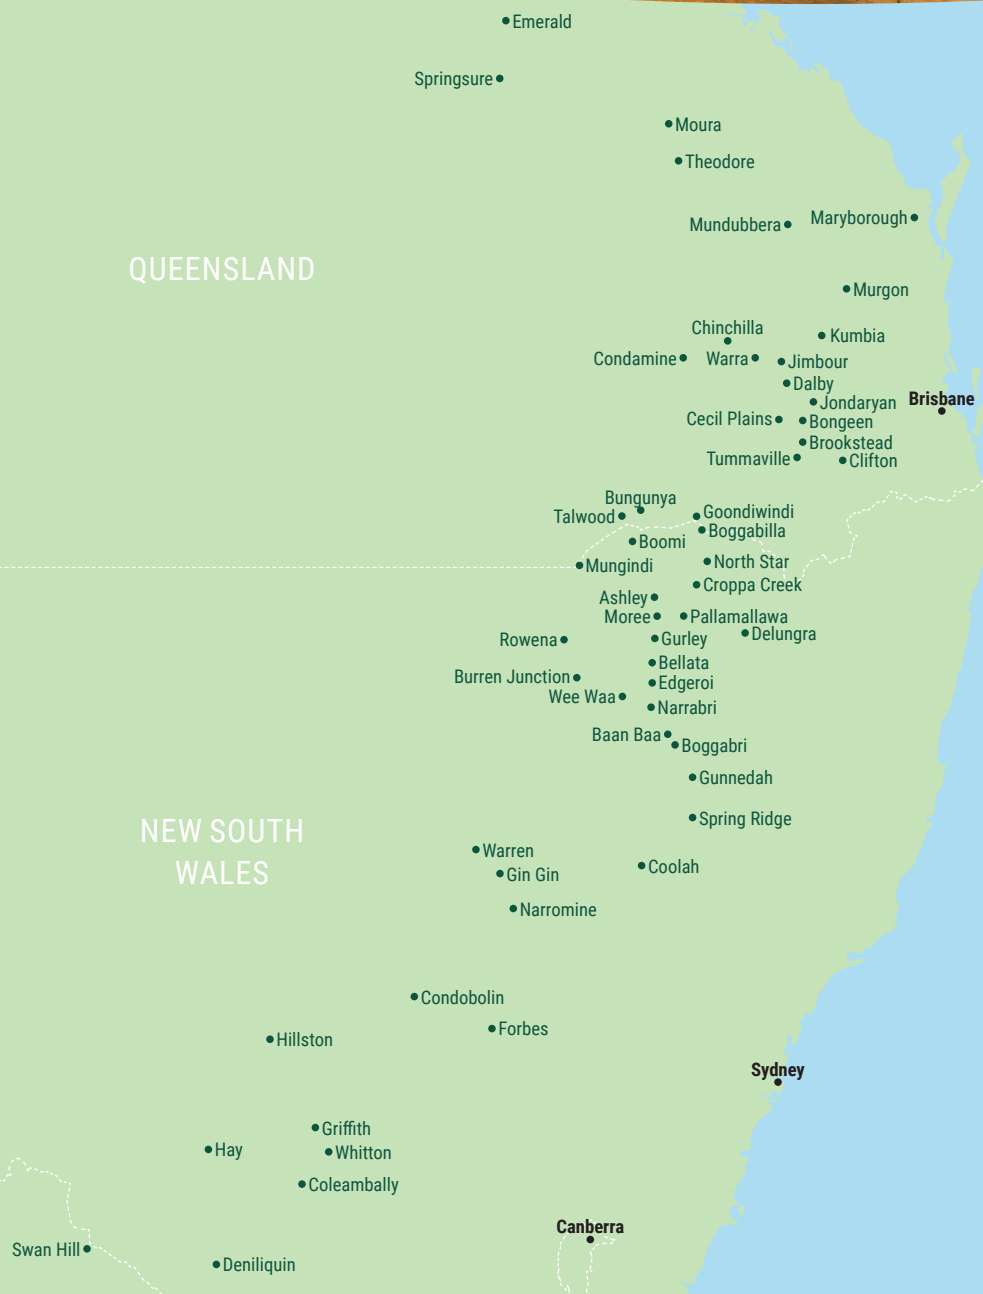 Emerald
Springsure
Moura
Theodore
Maryborough
Mundubbera
QUEENSLAND
Murgon
Chinchilla
Kumbia
Condamine
Warra
Jimbour
Dalby
Brisbane
Jondaryan
Cecil Plains
Bongeen
Brookstead
Tummaville
Clifton
Bungunya
Talwood
Goondiwindi
Boggabilla
Boomi
Mungindi
North Star
Croppa Creek
Ashley
Moree
Pallamallawa
Delungra
Rowena
Gurley
Bellata
Burren Junction
Edgeroi
Wee Waa
Narrabri
Baan Baa
Boggabri
Gunnedah
Spring Ridge
NEW SOUTH
WALES
Warren
Coolah
Gin Gin
Narromine
Condobolin
Forbes
Hillston
Sydney
Griffith
Hay
Whitton
Coleambally
Canberra
Swan Hill
Deniliquin